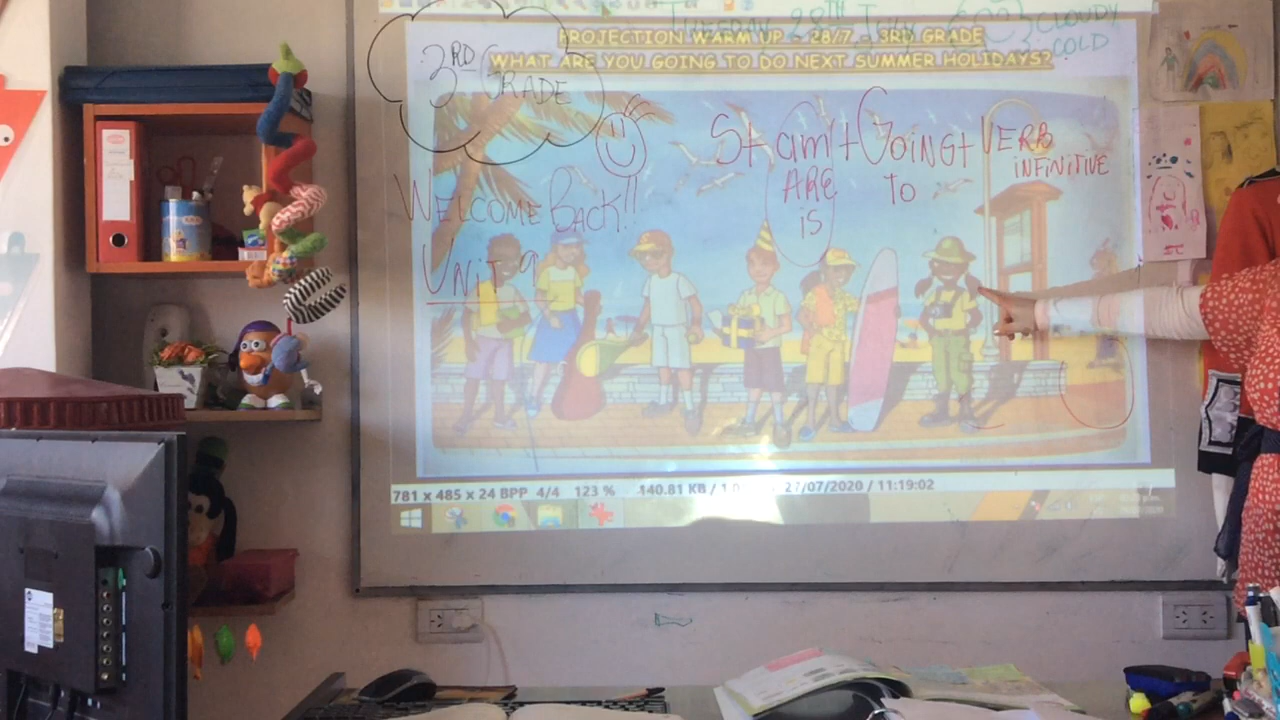 TUESDAY 28TH JULY CLOUDY
COLD
PROJECTION WARM UP - 28/7 - 3RD GRADE
WHAT ARE YOU GOING TO DO NEXT SUMMER HOLIDAYS?
3RD GRADE
S+ am + GOING + VERB
ARE TO INFINITIVE
is
WELCOME BACK!!
UNIT 9
781 x 485 x 24 BPP 4/4 123 % 140.81 KB / 27/07/2020 / 11:19:02